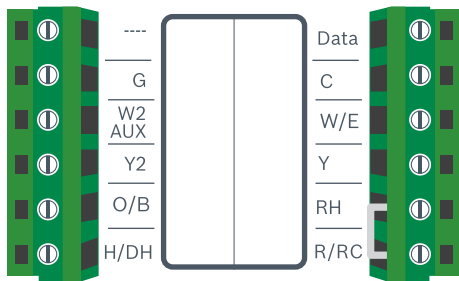 ----
G
W2
AUX
Y2
O/B
H/DH
Data
C
W/E
Y
RH
R/RC